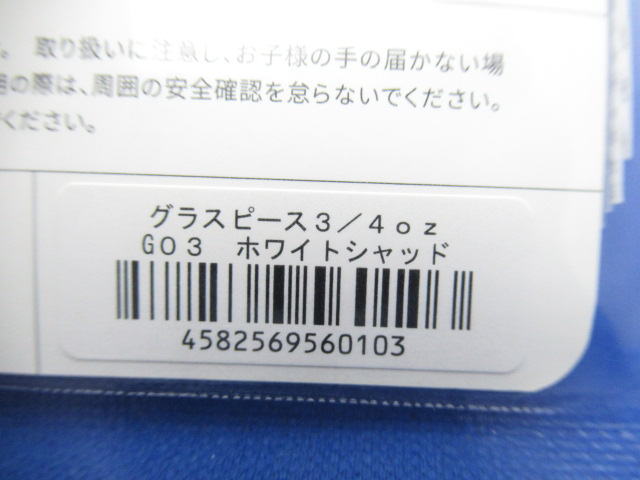 。 取り扱いに注意し、お子様の手の届かない場
の際は、周囲の安全確認を怠らないでください。
ください。
グラスピース3/4oz
G03 ホワイトシャッド
4582569560103